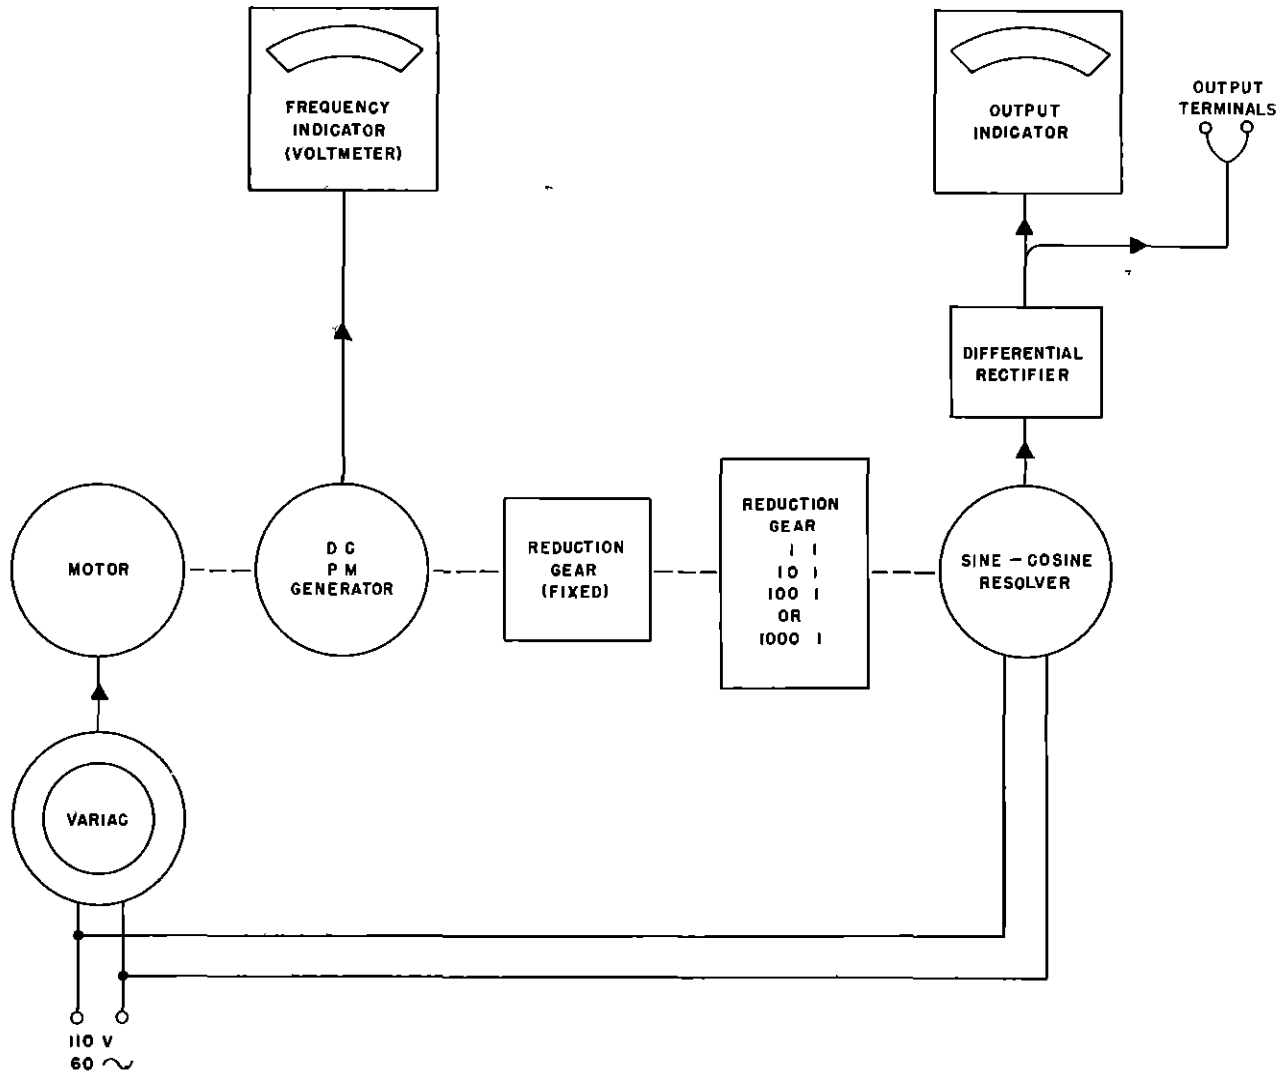 FREQUENCY
INDICATOR
(VOLTMETER)
OUTPUT
INDICATOR
OUTPUT
TERMINALS
DIFFERENTIAL
RECTIFIER
MOTOR
D C
P M
GENERATOR
REDUCTION
GEAR
(FIXED)
REDUCTION
GEAR
1 1
10 1
100 1
OR
1000 1
SINE - COSINE
RESOLVER
VARIAC
110 V
60 ~